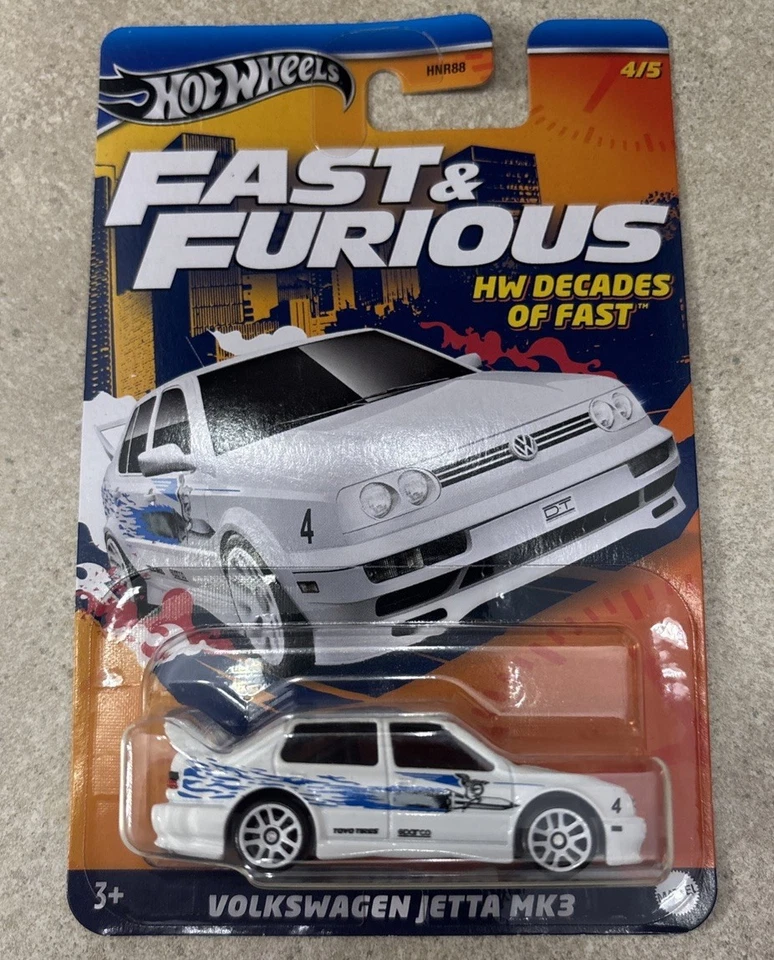 HOT WHEELS
HNR88
4/5
FAST &
FURIOUS
HW DECADES
OF FAST™
4
DT
4
TOYO TIRES sparco
3+
VOLKSWAGEN JETTA MK3
MATTEL